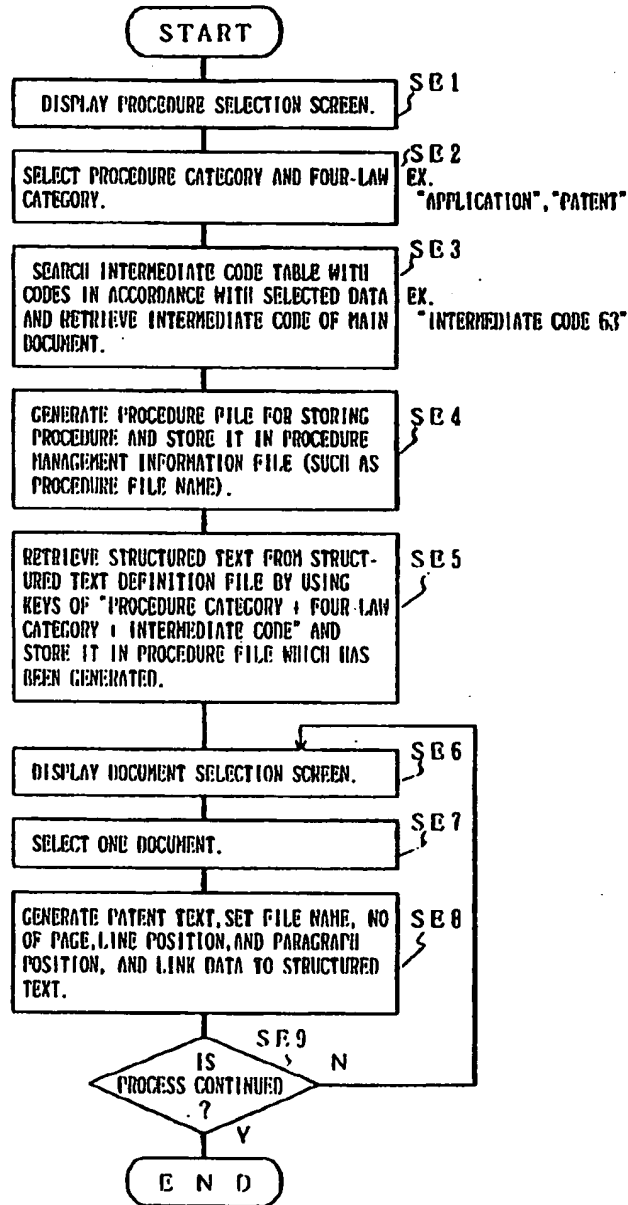 START
SE1
DISPLAY PROCEDURE SELECTION SCREEN.
SE2
SELECT PROCEDURE CATEGORY AND FOUR-LAW
CATEGORY.
EX.
"APPLICATION", "PATENT"
SE3
SEARCH INTERMEDIATE CODE TABLE WITH
CODES IN ACCORDANCE WITH SELECTED DATA
AND RETRIEVE INTERMEDIATE CODE OF MAIN
DOCUMENT.
EX.
"INTERMEDIATE CODE 63"
SE4
GENERATE PROCEDURE FILE FOR STORING
PROCEDURE AND STORE IT IN PROCEDURE
MANAGEMENT INFORMATION FILE (SUCH AS
PROCEDURE FILE NAME).
SE5
RETRIEVE STRUCTURED TEXT FROM STRUCT-
URED TEXT DEFINITION FILE BY USING
KEYS OF "PROCEDURE CATEGORY + FOUR LAW
CATEGORY + INTERMEDIATE CODE" AND
STORE IT IN PROCEDURE FILE WHICH HAS
BEEN GENERATED.
SE6
DISPLAY DOCUMENT SELECTION SCREEN.
SE7
SELECT ONE DOCUMENT.
SE8
GENERATE PATENT TEXT, SET FILE NAME, NO
OF PAGE, LINE POSITION, AND PARAGRAPH
POSITION, AND LINK DATA TO STRUCTURED
TEXT.
SE9
IS
PROCESS CONTINUED
?
N
Y
END